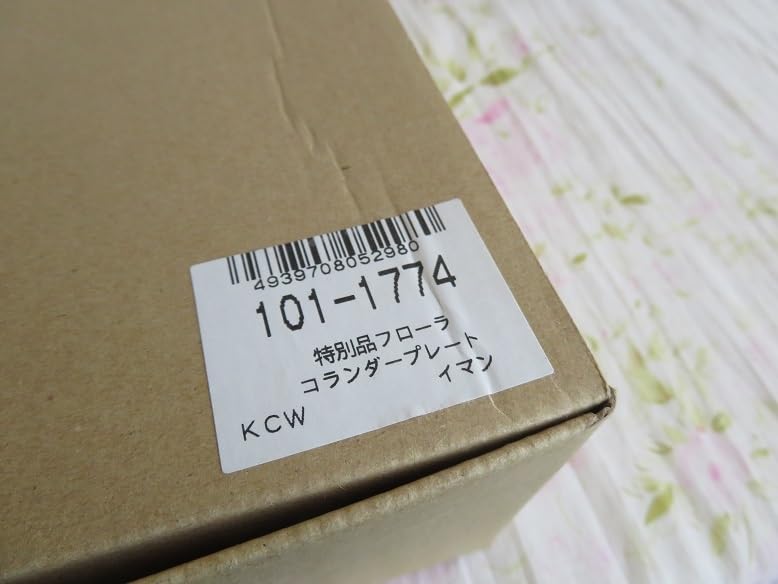 4939708052980
101-1774
特別品フローラ
コランダープレート
イマン
KCW